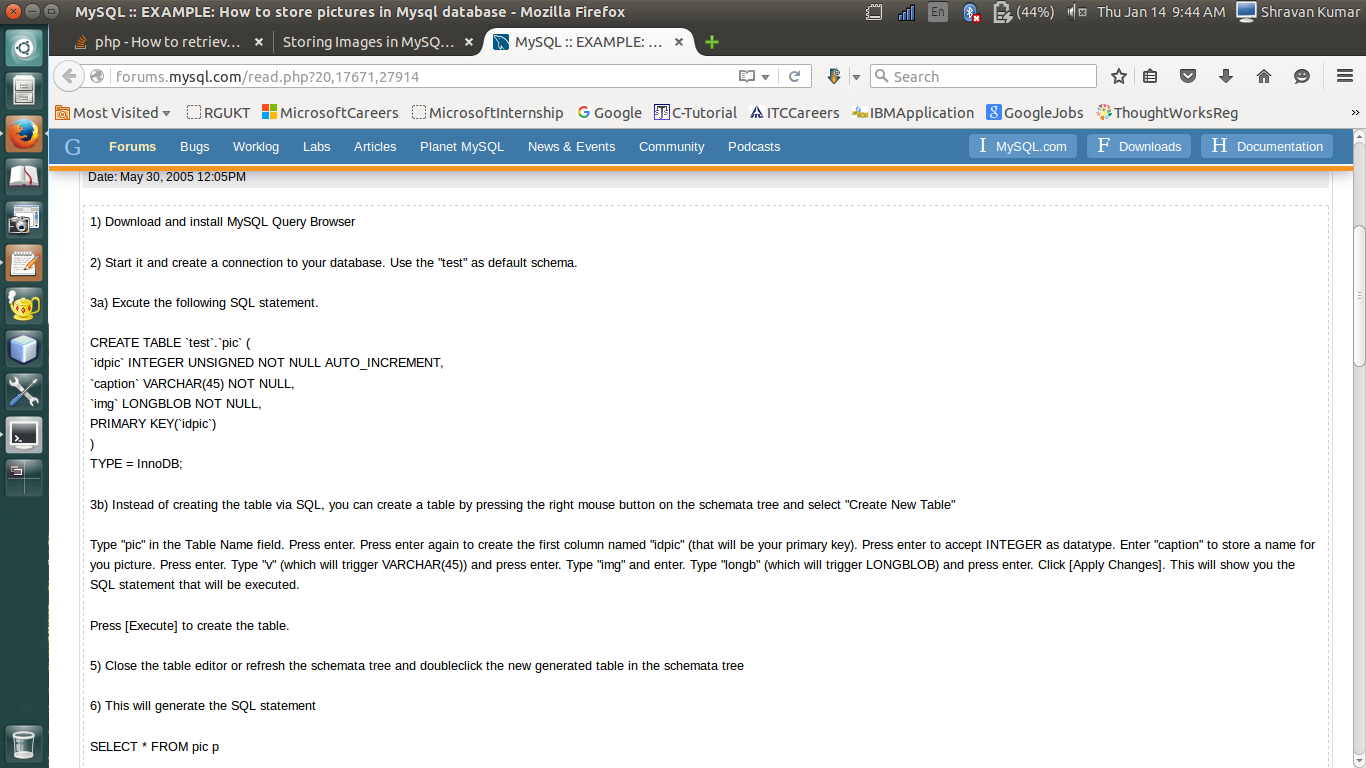 MySQL :: EXAMPLE: How to store pictures in Mysql database - Mozilla Firefox
En
(44%)
Thu Jan 14 9:44 AM
Shravan Kumar
php - How to retriev...
Storing Images in MySQ...
MySQL :: EXAMPLE: ...
forums.mysql.com/read.php?20,17671,27914
Search
Most Visited
RGUKT
MicrosoftCareers
MicrosoftInternship
Google
C-Tutorial
ITCCareers
IBMApplication
GoogleJobs
ThoughtWorksReg
»
G
Forums
Bugs
Worklog
Labs
Articles
Planet MySQL
News & Events
Community
Podcasts
I MySQL.com
F Downloads
H Documentation
Date: May 30, 2005 12:05PM
1) Download and install MySQL Query Browser
2) Start it and create a connection to your database. Use the "test" as default schema.
3a) Excute the following SQL statement.
CREATE TABLE `test`.`pic` (
`idpic` INTEGER UNSIGNED NOT NULL AUTO_INCREMENT,
`caption` VARCHAR(45) NOT NULL,
`img` LONGBLOB NOT NULL,
PRIMARY KEY(`idpic`)
)
TYPE = InnoDB;
3b) Instead of creating the table via SQL, you can create a table by pressing the right mouse button on the schemata tree and select "Create New Table"
Type "pic" in the Table Name field. Press enter. Press enter again to create the first column named "idpic" (that will be your primary key). Press enter to accept INTEGER as datatype. Enter "caption" to store a name for
you picture. Press enter. Type "v" (which will trigger VARCHAR(45)) and press enter. Type "img" and enter. Type "longb" (which will trigger LONGBLOB) and press enter. Click [Apply Changes]. This will show you the
SQL statement that will be executed.
Press [Execute] to create the table.
5) Close the table editor or refresh the schemata tree and doubleclick the new generated table in the schemata tree
6) This will generate the SQL statement
SELECT * FROM pic p